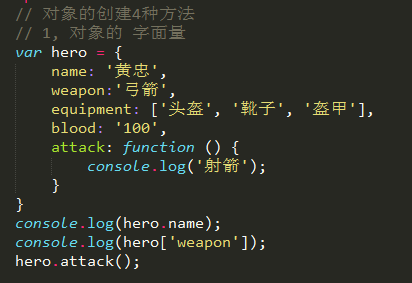 // 对象的创建4种方法
// 1, 对象的 字面量
var hero = {
    name: '黄忠',
    weapon:'弓箭',
    equipment: ['头盔', '靴子', '盔甲'],
    blood: '100',
    attack: function () {
        console.log('射箭');
    }
}
console.log(hero.name);
console.log(hero['weapon']);
hero.attack();